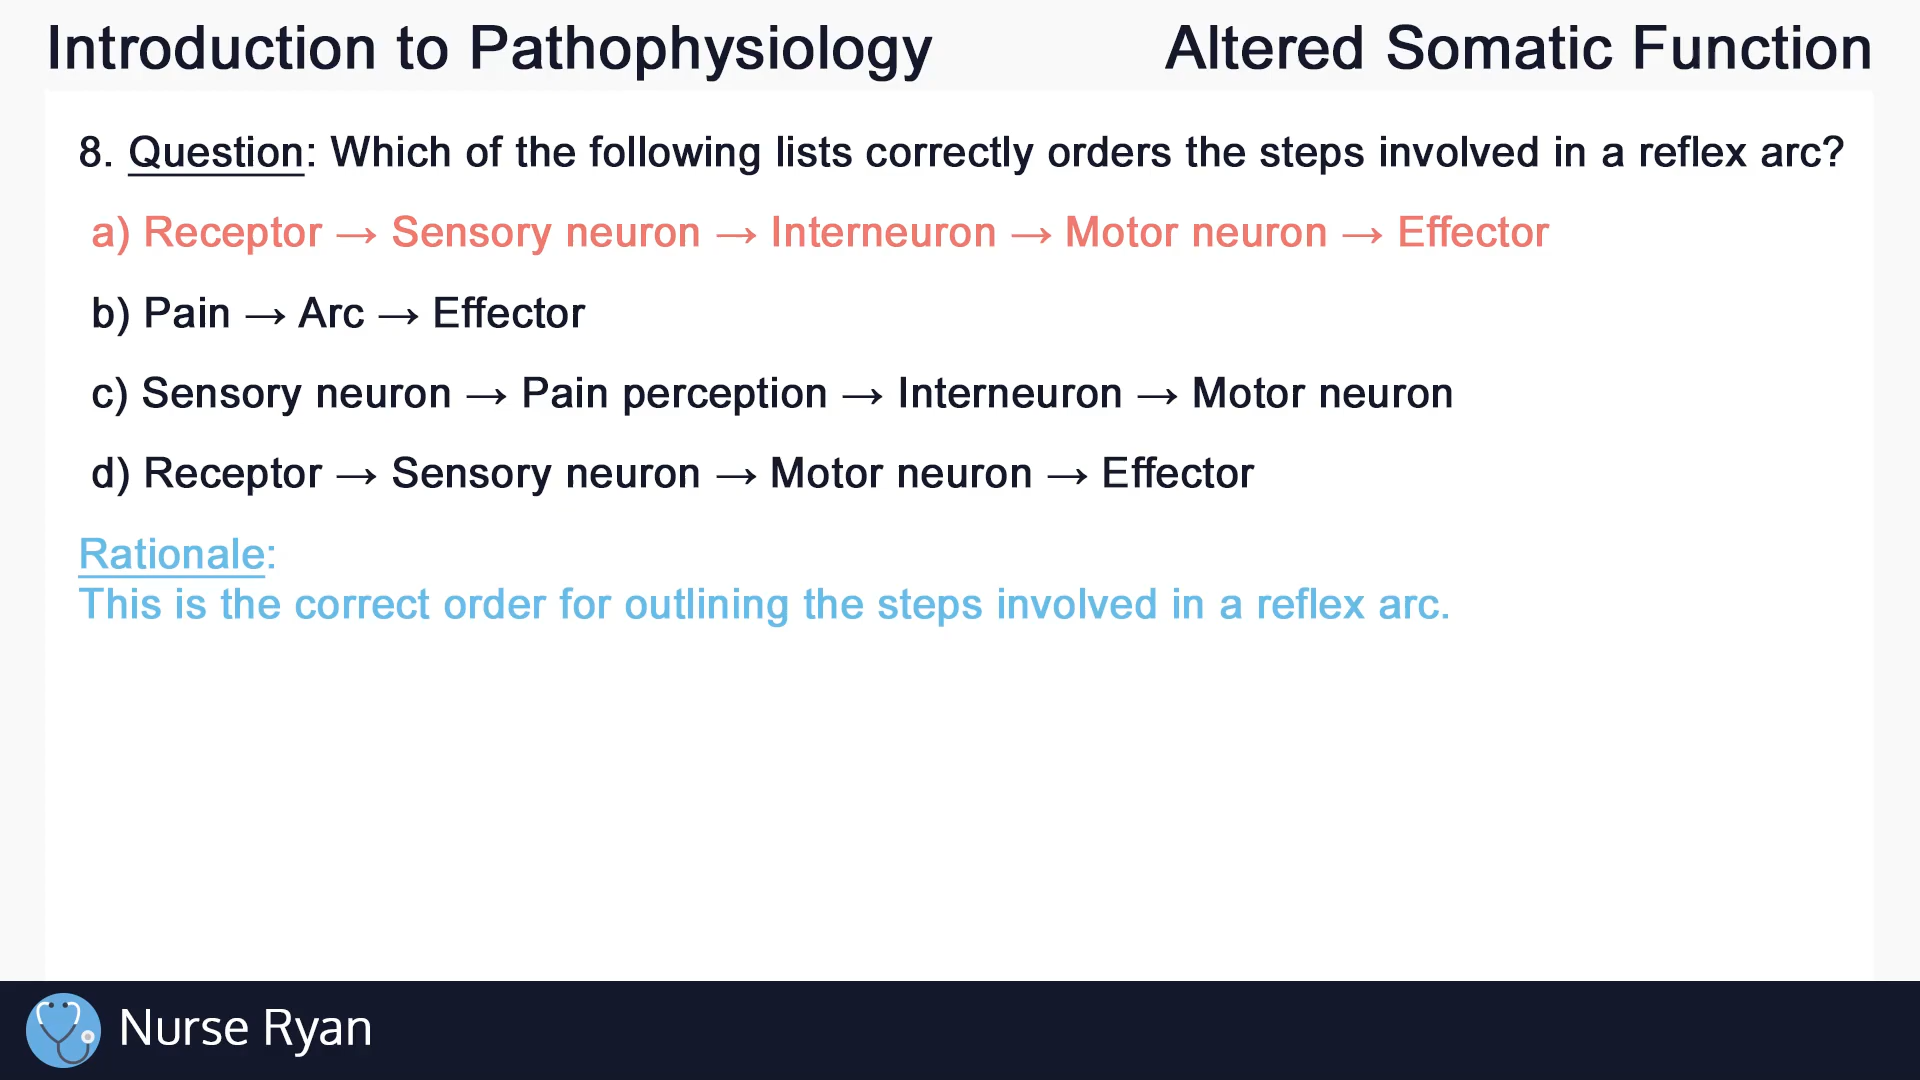 Introduction to Pathophysiology
Altered Somatic Function
8. Question: Which of the following lists correctly orders the steps involved in a reflex arc?
a) Receptor → Sensory neuron → Interneuron → Motor neuron → Effector
b) Pain → Arc → Effector
c) Sensory neuron → Pain perception → Interneuron → Motor neuron
d) Receptor → Sensory neuron → Motor neuron → Effector
Rationale:
This is the correct order for outlining the steps involved in a reflex arc.
Nurse Ryan